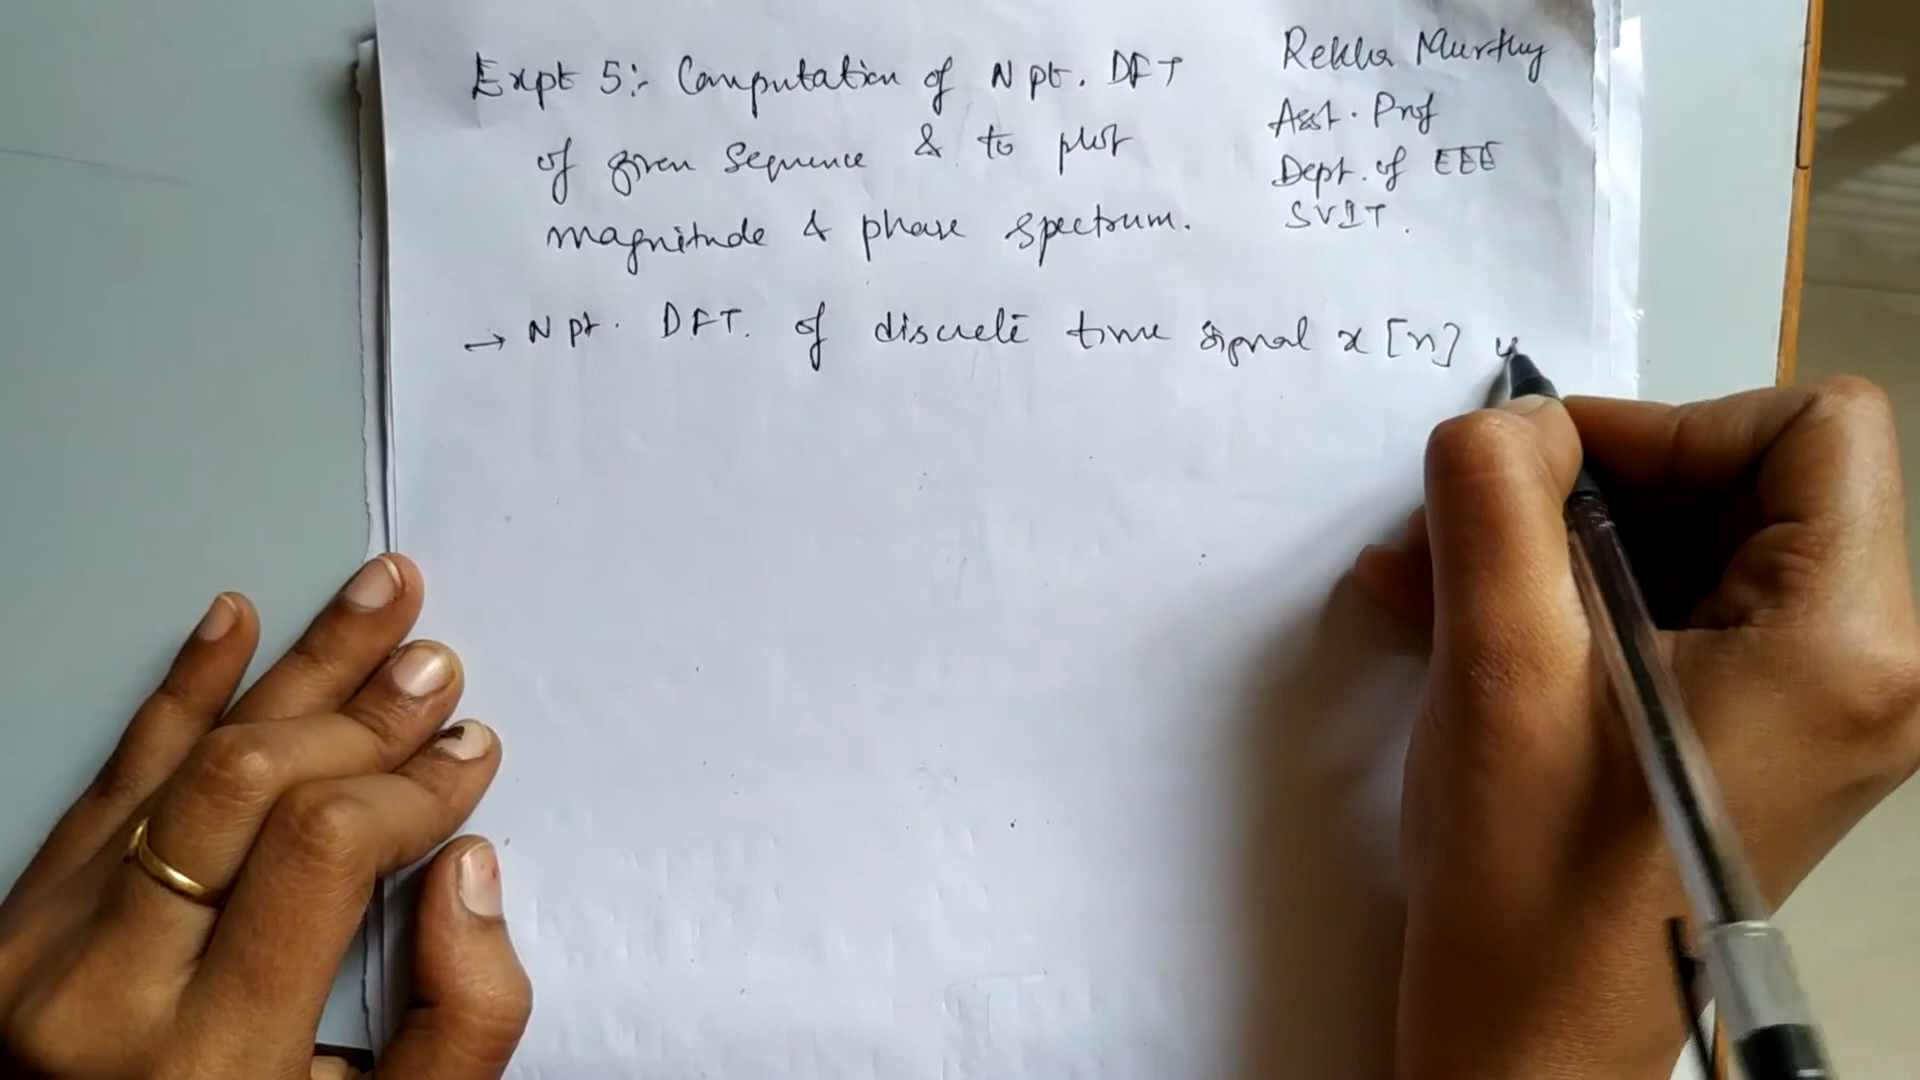 Expt 5:- Computation of N pt. DFT
of given sequence & to plot
magnitude & phase spectrum.
Rekha Murthy
Asst. Prof
Dept. of EEE
SVIT.
→ N pt. DFT. of discrete time signal x[n]